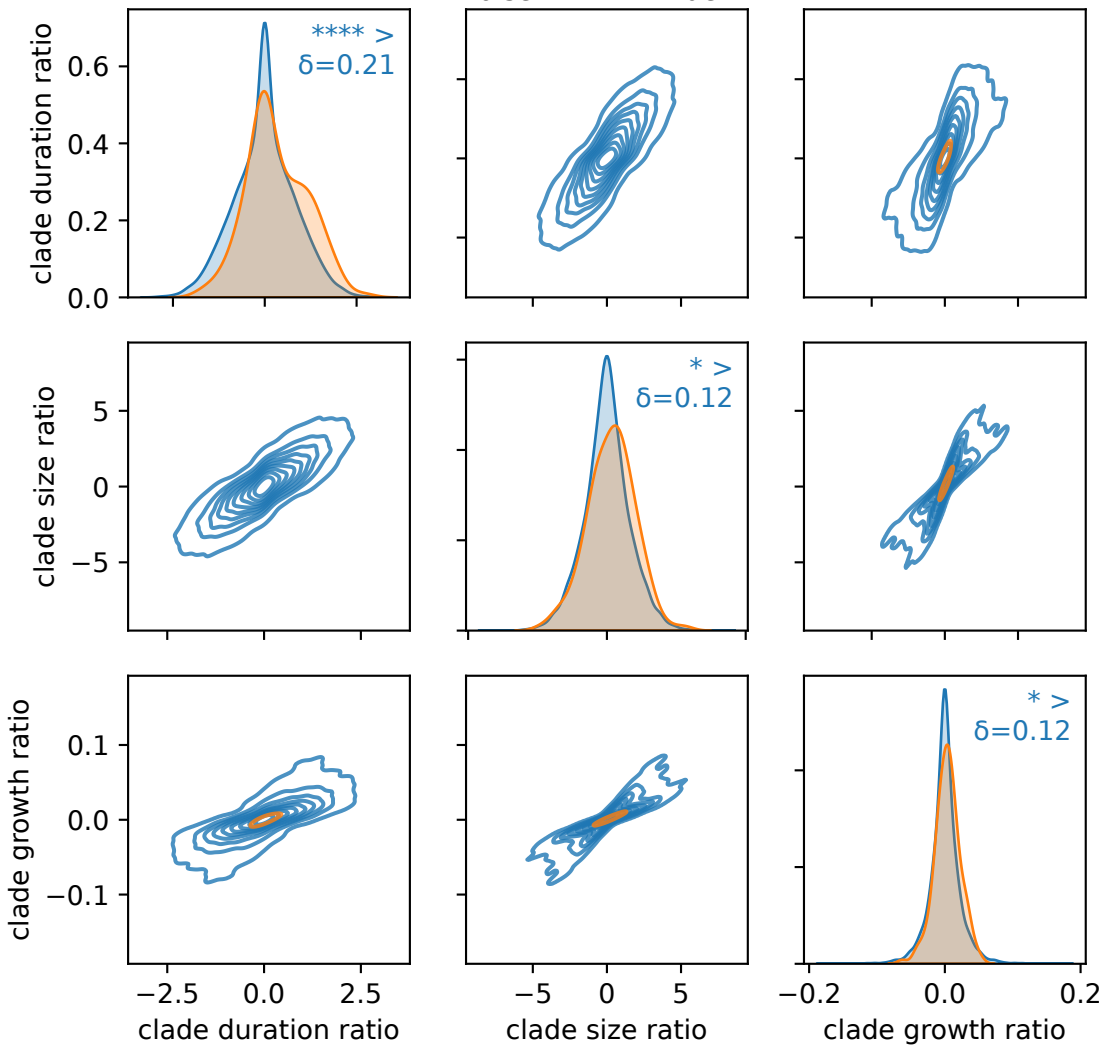 clade duration ratio
0.6
0.4
0.2
0.0
**** >
δ=0.21
clade size ratio
5
0
−5
* >
δ=0.12
clade growth ratio
0.1
0.0
−0.1
* >
δ=0.12
−2.5 0.0 2.5
−5 0 5
−0.2 0.0 0.2
clade duration ratio
clade size ratio
clade growth ratio